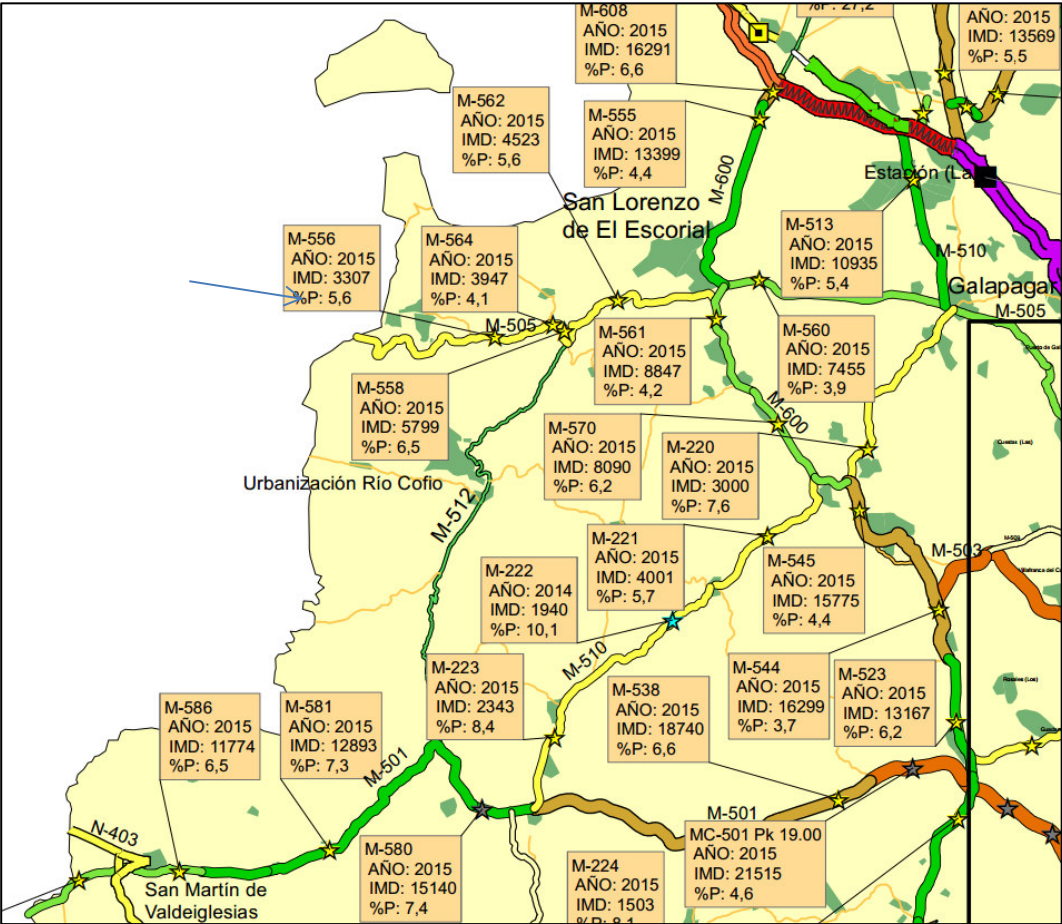 M-608
AÑO: 2015
IMD: 16291
%P: 6,6
%P: 27,2
AÑO: 2015
IMD: 13569
%P: 5,5
M-562
AÑO: 2015
IMD: 4523
%P: 5,6
M-555
AÑO: 2015
IMD: 13399
%P: 4,4
M-600
Estación (La
San Lorenzo
de El Escorial
M-556
AÑO: 2015
IMD: 3307
%P: 5,6
M-564
AÑO: 2015
IMD: 3947
%P: 4,1
M-513
AÑO: 2015
IMD: 10935
%P: 5,4
M-510
Galapagar
M-505
M-505
M-561
AÑO: 2015
IMD: 8847
%P: 4,2
M-560
AÑO: 2015
IMD: 7455
%P: 3,9
M-558
AÑO: 2015
IMD: 5799
%P: 6,5
M-600
M-570
AÑO: 2015
IMD: 8090
%P: 6,2
M-220
AÑO: 2015
IMD: 3000
%P: 7,6
Cuestas (Las)
Urbanización Río Cofio
M-512
M-221
AÑO: 2015
IMD: 4001
%P: 5,7
M-503
M-509
M-545
AÑO: 2015
IMD: 15775
%P: 4,4
M-222
AÑO: 2014
IMD: 1940
%P: 10,1
M-510
M-223
AÑO: 2015
IMD: 2343
%P: 8,4
M-544
AÑO: 2015
IMD: 16299
%P: 3,7
M-523
AÑO: 2015
IMD: 13167
%P: 6,2
Rosales (Los)
M-538
AÑO: 2015
IMD: 18740
%P: 6,6
M-586
AÑO: 2015
IMD: 11774
%P: 6,5
M-581
AÑO: 2015
IMD: 12893
%P: 7,3
M-501
M-501
N-403
MC-501 Pk 19.00
AÑO: 2015
IMD: 21515
%P: 4,6
M-580
AÑO: 2015
IMD: 15140
%P: 7,4
M-224
AÑO: 2015
IMD: 1503
%P: 8,1
San Martín de
Valdeiglesias